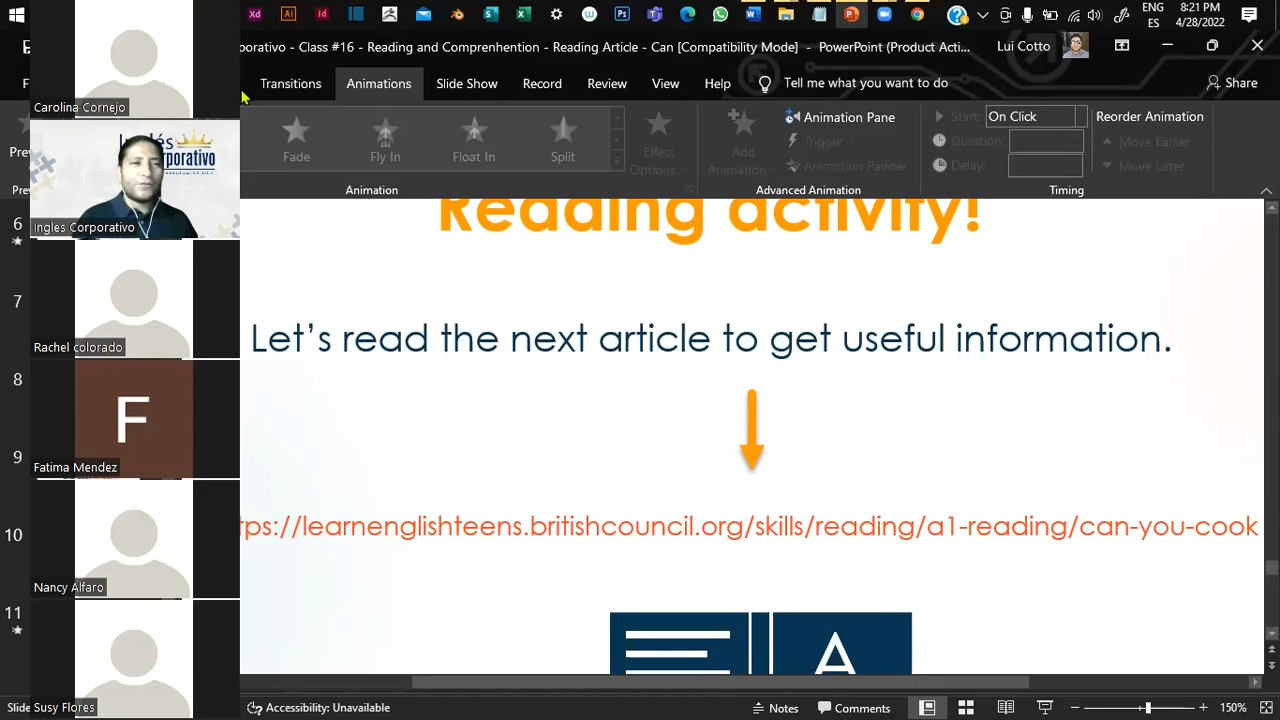 8:21 PM
ENG
ES
4/28/2022
orativo - Class #16 - Reading and Comprenhention - Reading Article - Can [Compatibility Mode] - PowerPoint (Product Acti...
Lui Cotto
Transitions
Animations
Slide Show
Record
Review
View
Help
Tell me what you want to do
Share
Fade
Fly In
Float In
Split
Effect
Options
Add
Animation
Animation Pane
Trigger
Animation Painter
Start:
On Click
Duration:
Delay:
Reorder Animation
Move Earlier
Move Later
Animation
Advanced Animation
Timing
Carolina Cornejo
Inglés
Corporativo
Ingles Corporativo
Rachel colorado
F
Fatima Mendez
Nancy Alfaro
Susy Flores
6
7
8
9
10
11
Reading activity!
Let’s read the next article to get useful information.
tps://learnenglishteens.britishcouncil.org/skills/reading/a1-reading/can-you-cook
A
Slide
Accessibility: Unavailable
Notes
Comments
150%